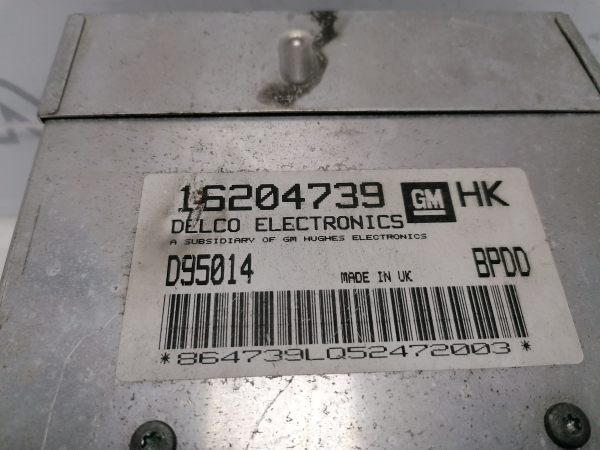 16204739 GM HK
DELCO ELECTRONICS
A SUBSIDIARY OF GM HUGHES ELECTRONICS
D95014 MADE IN UK BPDD
*864739LQ52472003*